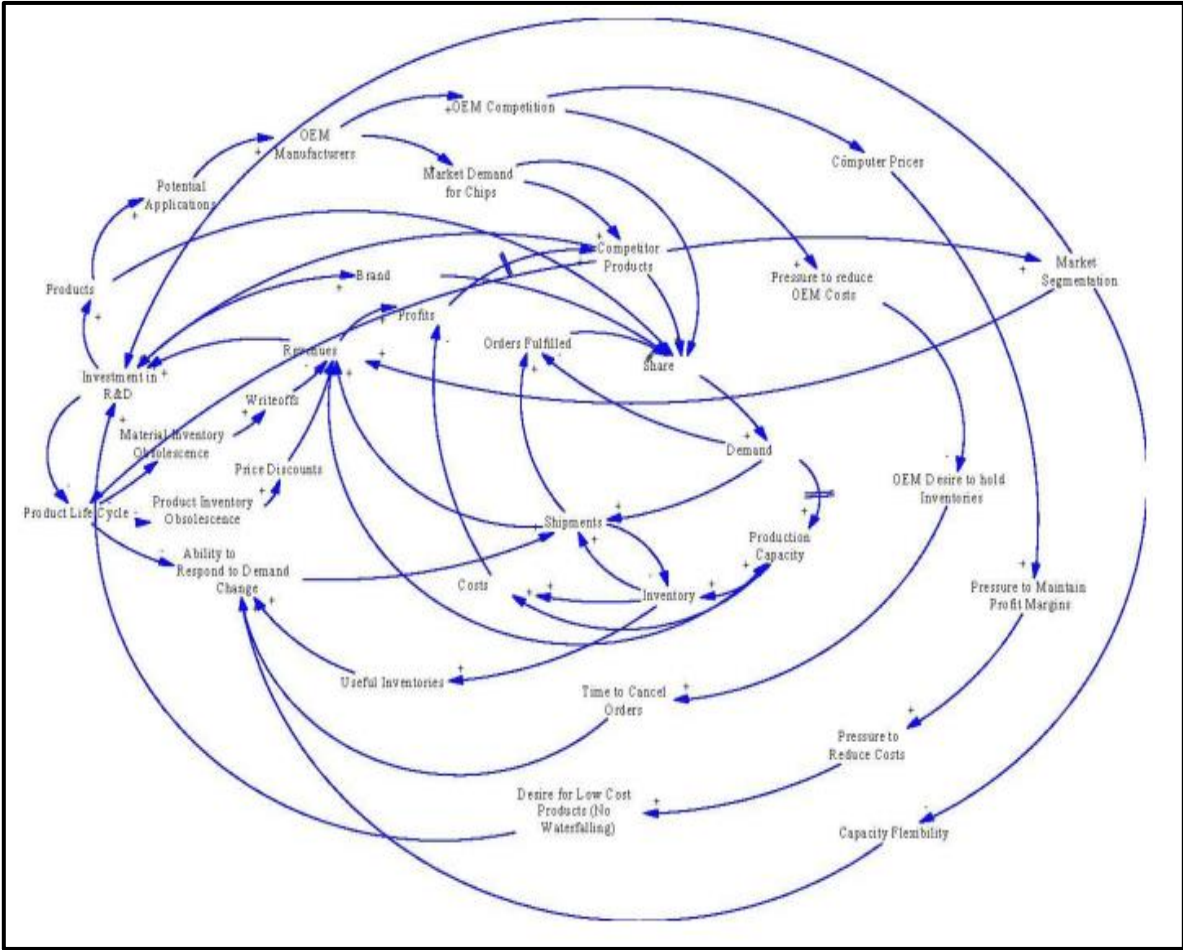 OEM Competition
OEM
Manufacturers
Computer Prices
Market Demand
for Chips
Potential
Applications
Competitor
Products
Market
Segmentation
Brand
Pressure to reduce
OEM Costs
Products
Profits
Orders Fulfilled
Revenues
Share
Investment in
R&D
Writeoffs
Material Inventory
Obsolescence
Demand
Price Discounts
OEM Desire to hold
Inventories
Product Life Cycle
Product Inventory
Obsolescence
Shipments
Production
Capacity
Ability to
Respond to Demand
Change
Costs
Inventory
Pressure to Maintain
Profit Margins
Useful Inventories
Time to Cancel
Orders
Pressure to
Reduce Costs
Desire for Low Cost
Products (No
Waterfalling)
Capacity Flexibility